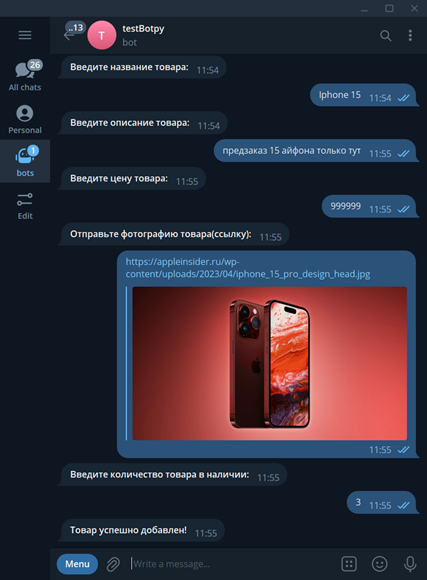 ..13
T
testBotpy
bot
26
All chats
Personal
1
bots
Edit
Введите название товара: 11:54
Iphone 15 11:54
Введите описание товара: 11:54
предзаказ 15 айфона только тут 11:55
Введите цену товара: 11:55
999999 11:55
Отправьте фотографию товара(ссылку): 11:55
https://appleinsider.ru/wp-
content/uploads/2023/04/iphone_15_pro_design_head.jpg
11:55
Введите количество товара в наличии: 11:55
3 11:55
Товар успешно добавлен! 11:55
Menu
Write a message...